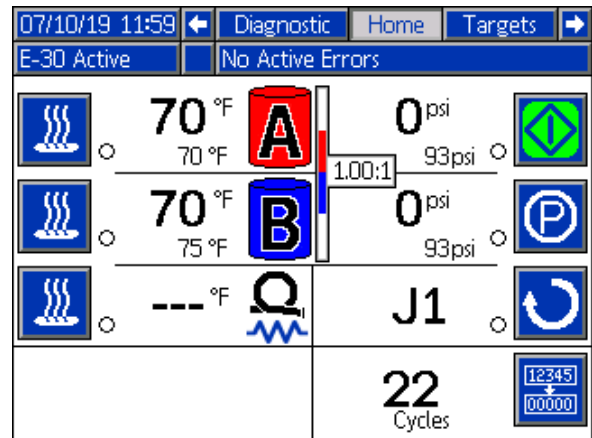 07/10/19 11:59 Diagnostic Home Targets
E-30 Active No Active Errors
70 °F A 0 psi
70 °F 93psi
1.00:1
70 °F B 0 psi
75 °F 93psi
P
--- °F J1
22
Cycles
12345
00000